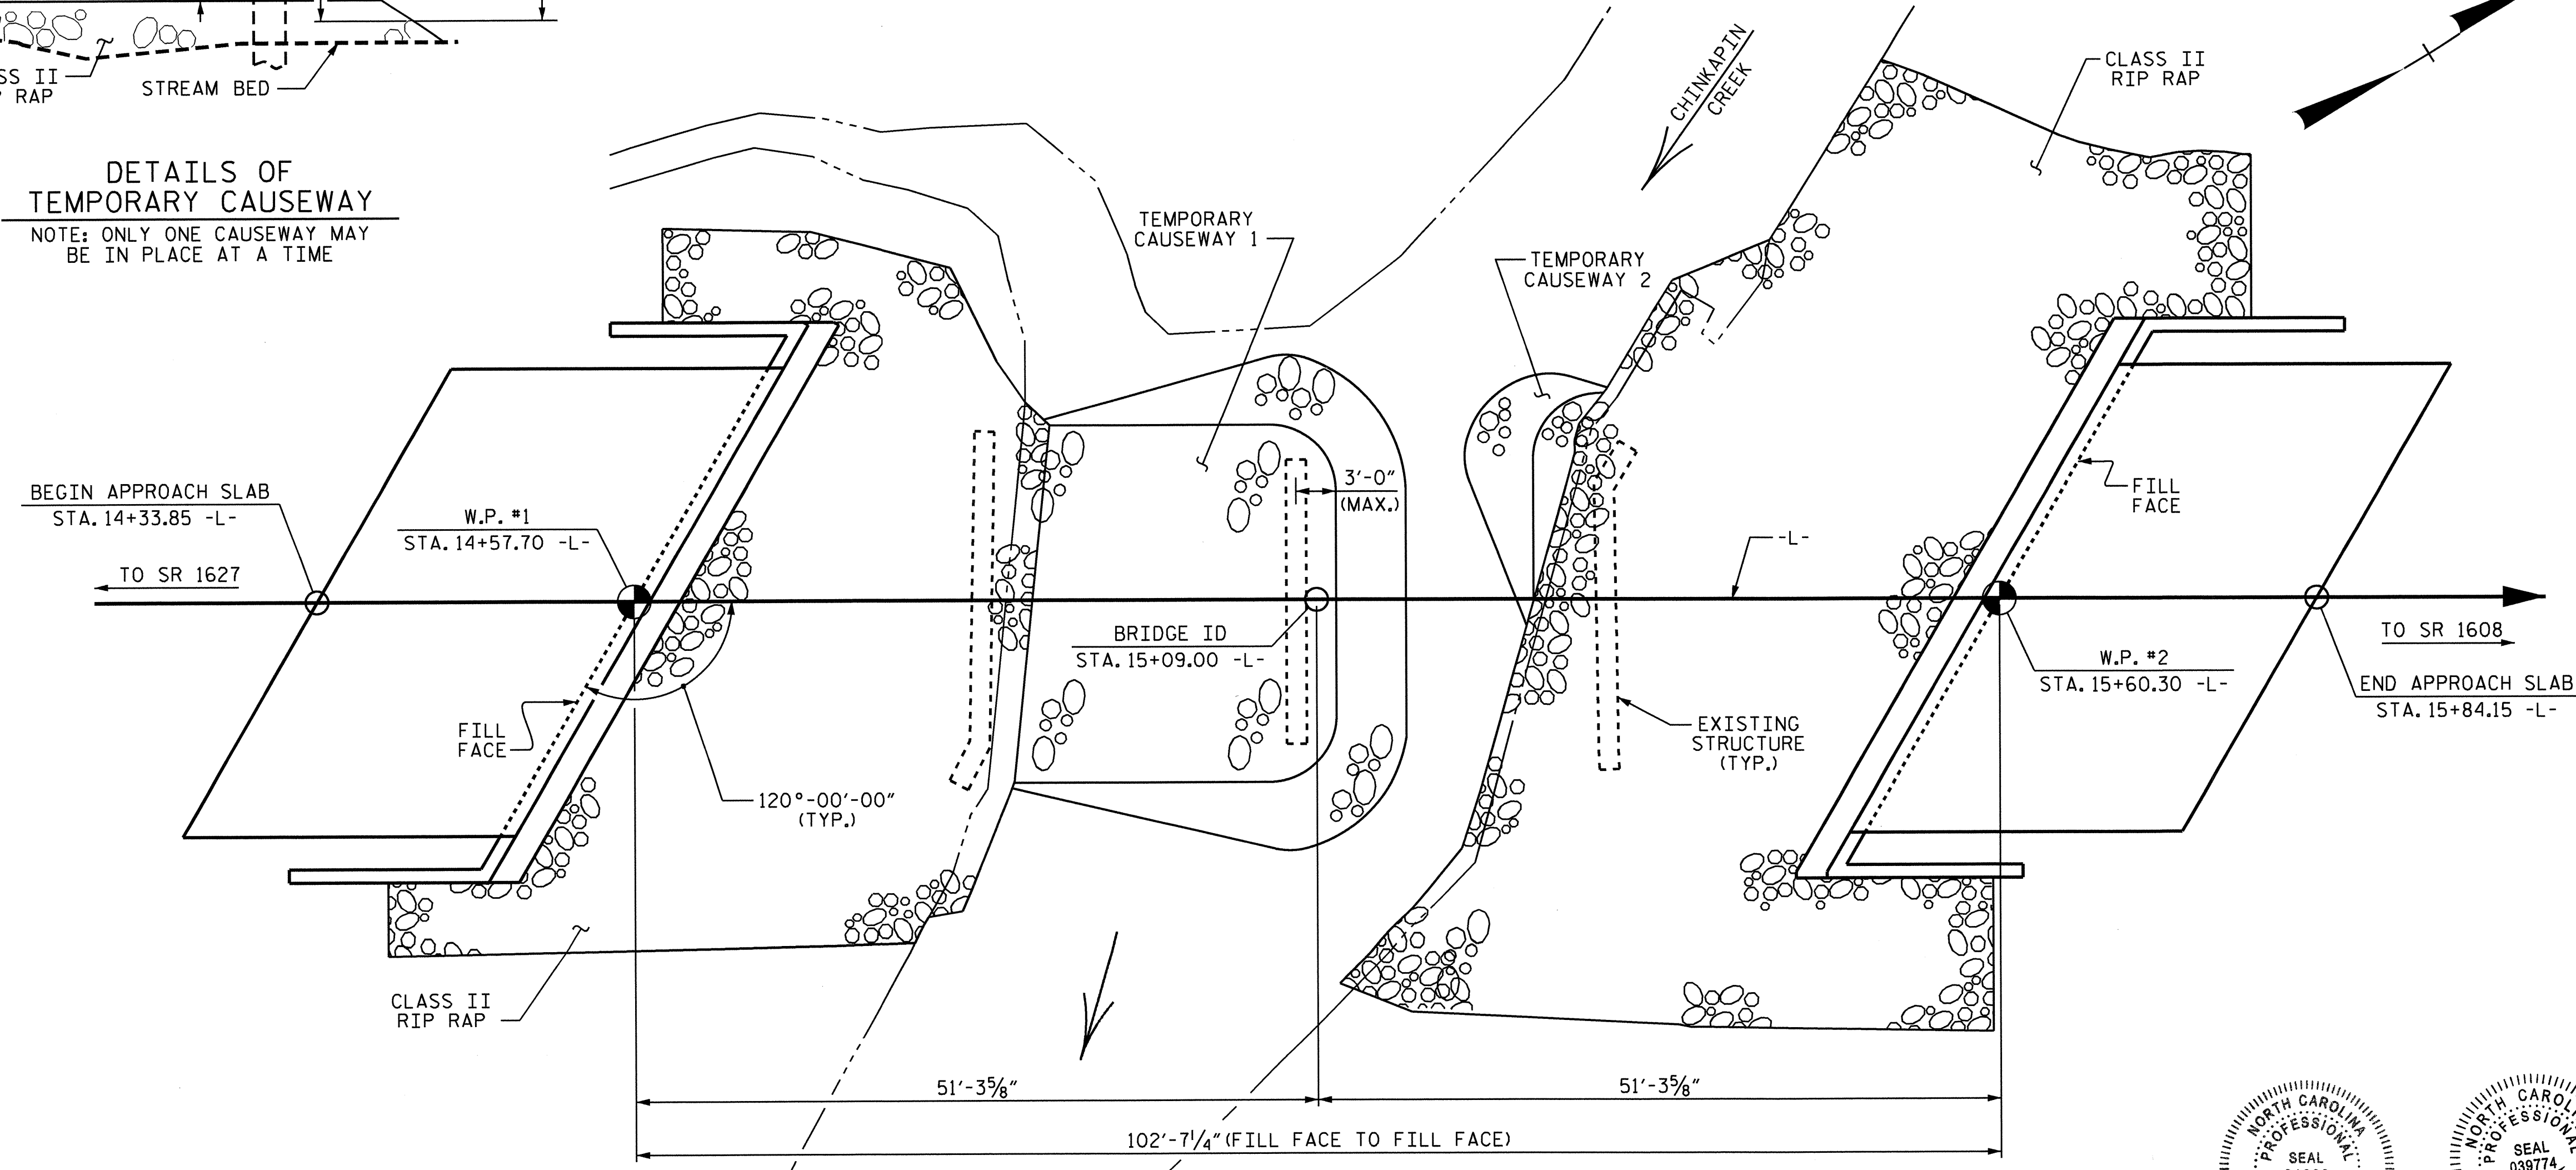 STREAM BED
DETAILS OF
TEMPORARY CAUSEWAY
NOTE: ONLY ONE CAUSEWAY MAY
BE IN PLACE AT A TIME
CHINKAPIN
CREEK
CLASS II
RIP RAP
TEMPORARY
CAUSEWAY 1
TEMPORARY
CAUSEWAY 2
BEGIN APPROACH SLAB
STA. 14+33.85 -L-
W.P. #1
STA. 14+57.70 -L-
TO SR 1627
3'-0"
(MAX.)
FILL
FACE
-L-
BRIDGE ID
STA. 15+09.00 -L-
TO SR 1608
W.P. #2
STA. 15+60.30 -L-
END APPROACH SLAB
STA. 15+84.15 -L-
FILL
FACE
EXISTING
STRUCTURE
(TYP.)
120°-00'-00"
(TYP.)
CLASS II
RIP RAP
51'-3⅝"
51'-3⅝"
102'-7¼" (FILL FACE TO FILL FACE)
NORTH CAROLINA
PROFESSIONAL
SEAL
NORTH
SEAL
039774